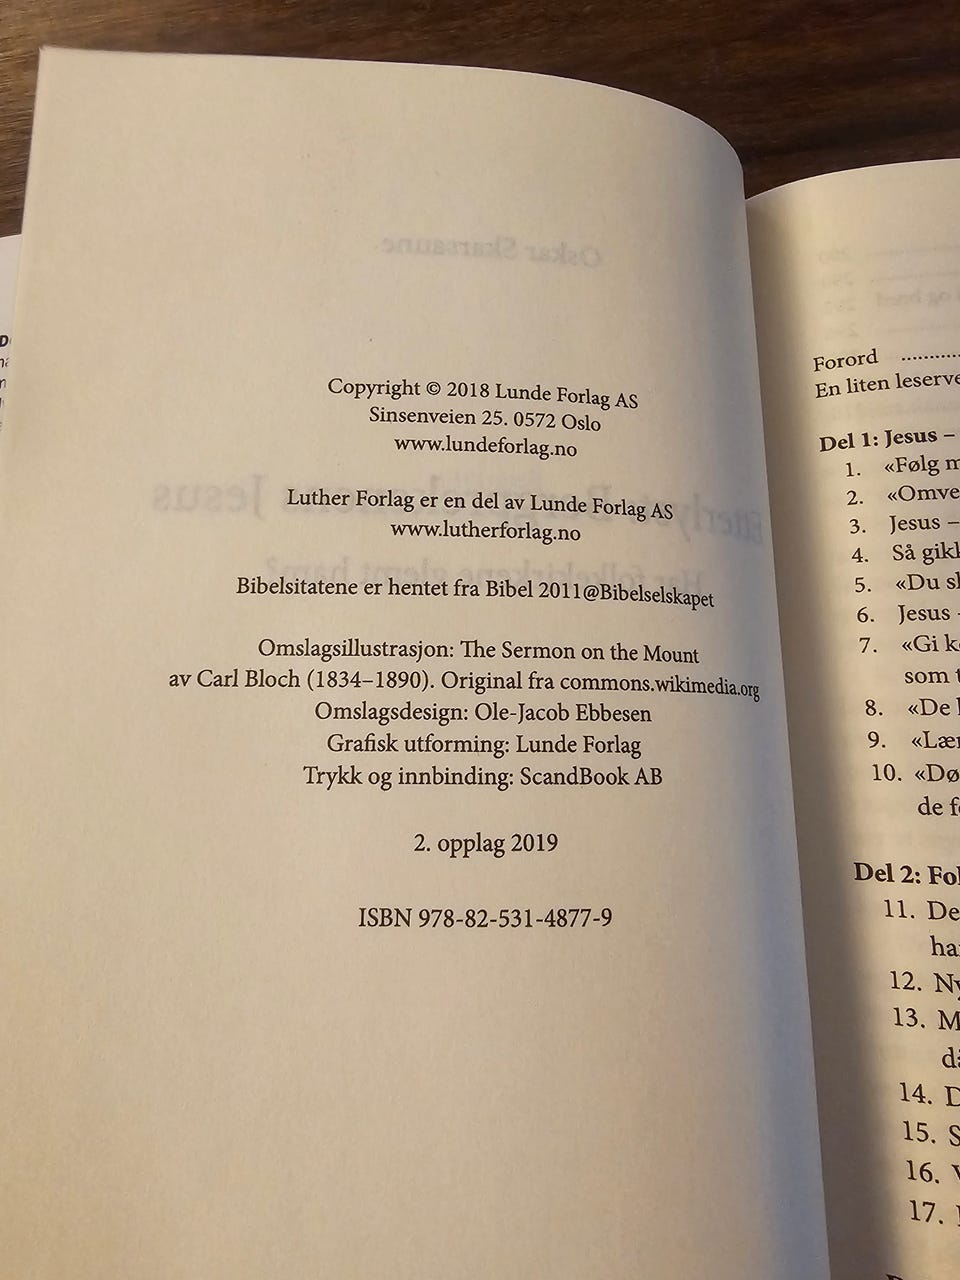 Oskar Skarsaune
Copyright © 2018 Lunde Forlag AS
Sinsenveien 25. 0572 Oslo
www.lundeforlag.no
Luther Forlag er en del av Lunde Forlag AS
www.lutherforlag.no
Bibelsitatene er hentet fra Bibel 2011@Bibelselskapet
Omslagsillustrasjon: The Sermon on the Mount
av Carl Bloch (1834–1890). Original fra commons.wikimedia.org
Omslagsdesign: Ole-Jacob Ebbesen
Grafisk utforming: Lunde Forlag
Trykk og innbinding: ScandBook AB
2. opplag 2019
ISBN 978-82-531-4877-9
Forord ...........
En liten leserve
Del 1: Jesus –
1. «Følg m
2. «Omve
3. Jesus –
4. Så gikk
5. «Du sk
6. Jesus
7. «Gi k
som t
8. «De
9. «Lær
10. «Dø
de f
Del 2: Fol
11. De
ha
12. Ny
13. M
då
14. D
15. S
16. V
17.